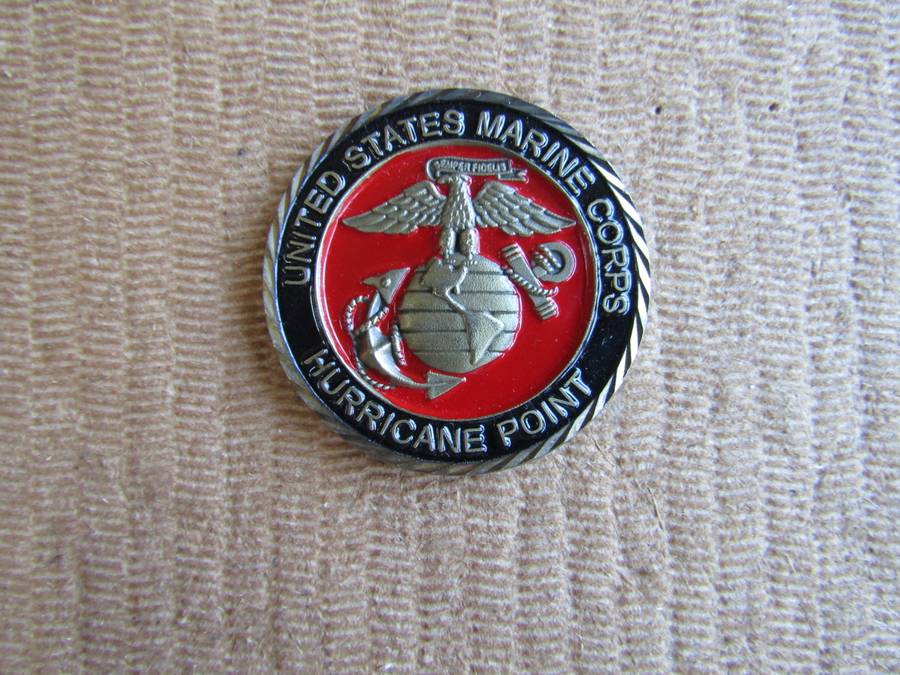 UNITED STATES MARINE CORPS
SEMPER FIDELIS
HURRICANE POINT